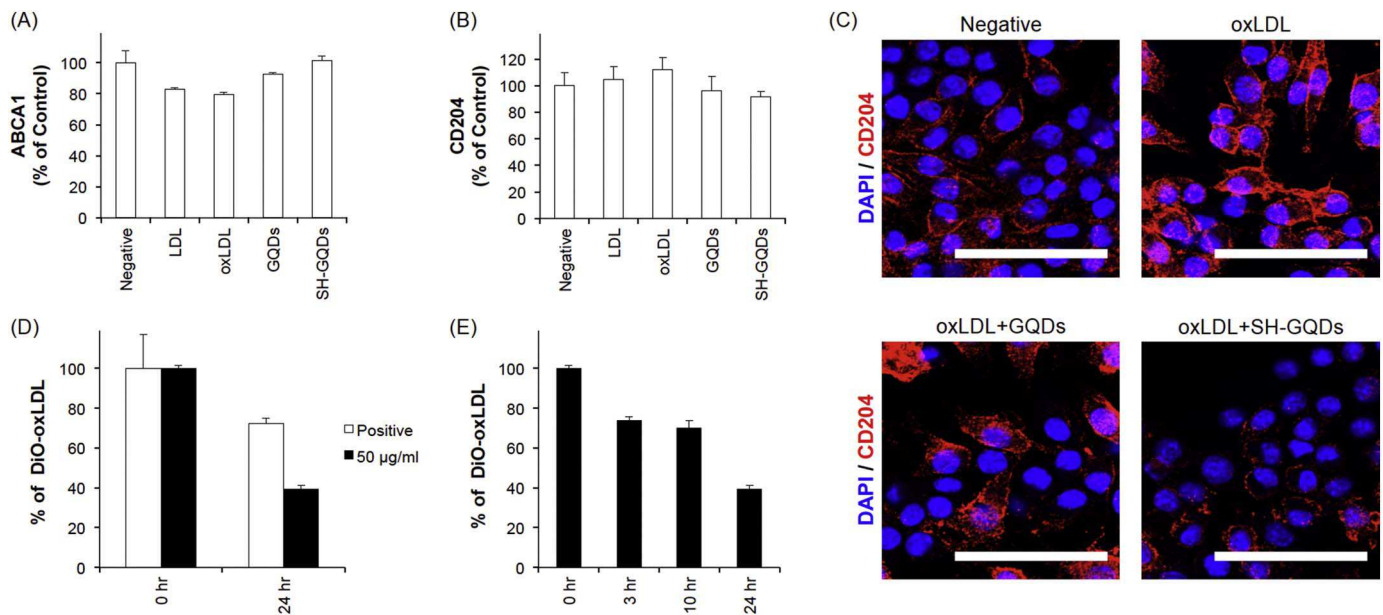 (A)
ABCA1
(% of Control)
100
80
60
40
20
0
Negative
LDL
oxLDL
GQDs
SH-GQDs
(B)
CD204
(% of Control)
120
100
80
60
40
20
0
Negative
LDL
oxLDL
GQDs
SH-GQDs
(C)
Negative
oxLDL
DAPI / CD204
oxLDL+GQDs
oxLDL+SH-GQDs
DAPI / CD204
(D)
% of DiO-oxLDL
100
80
60
40
20
0
0 hr
24 hr
Positive
50 µg/ml
(E)
% of DiO-oxLDL
100
80
60
40
20
0
0 hr
3 hr
10 hr
24 hr